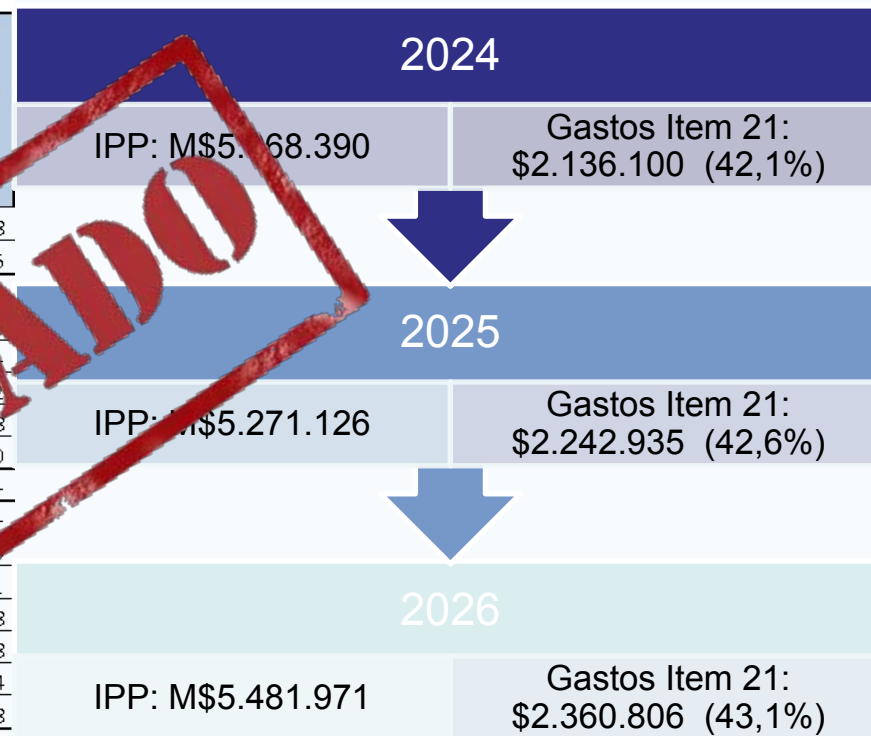 2024
IPP:
Gastos Item 21:
$2.136.100 (42,1%)
ADO
2025
IPP: M$5.271.126
Gastos Item 21:
$2.242.935 (42,6%)
2026
IPP: M$5.481.971
Gastos Item 21:
$2.360.806 (43,1%)